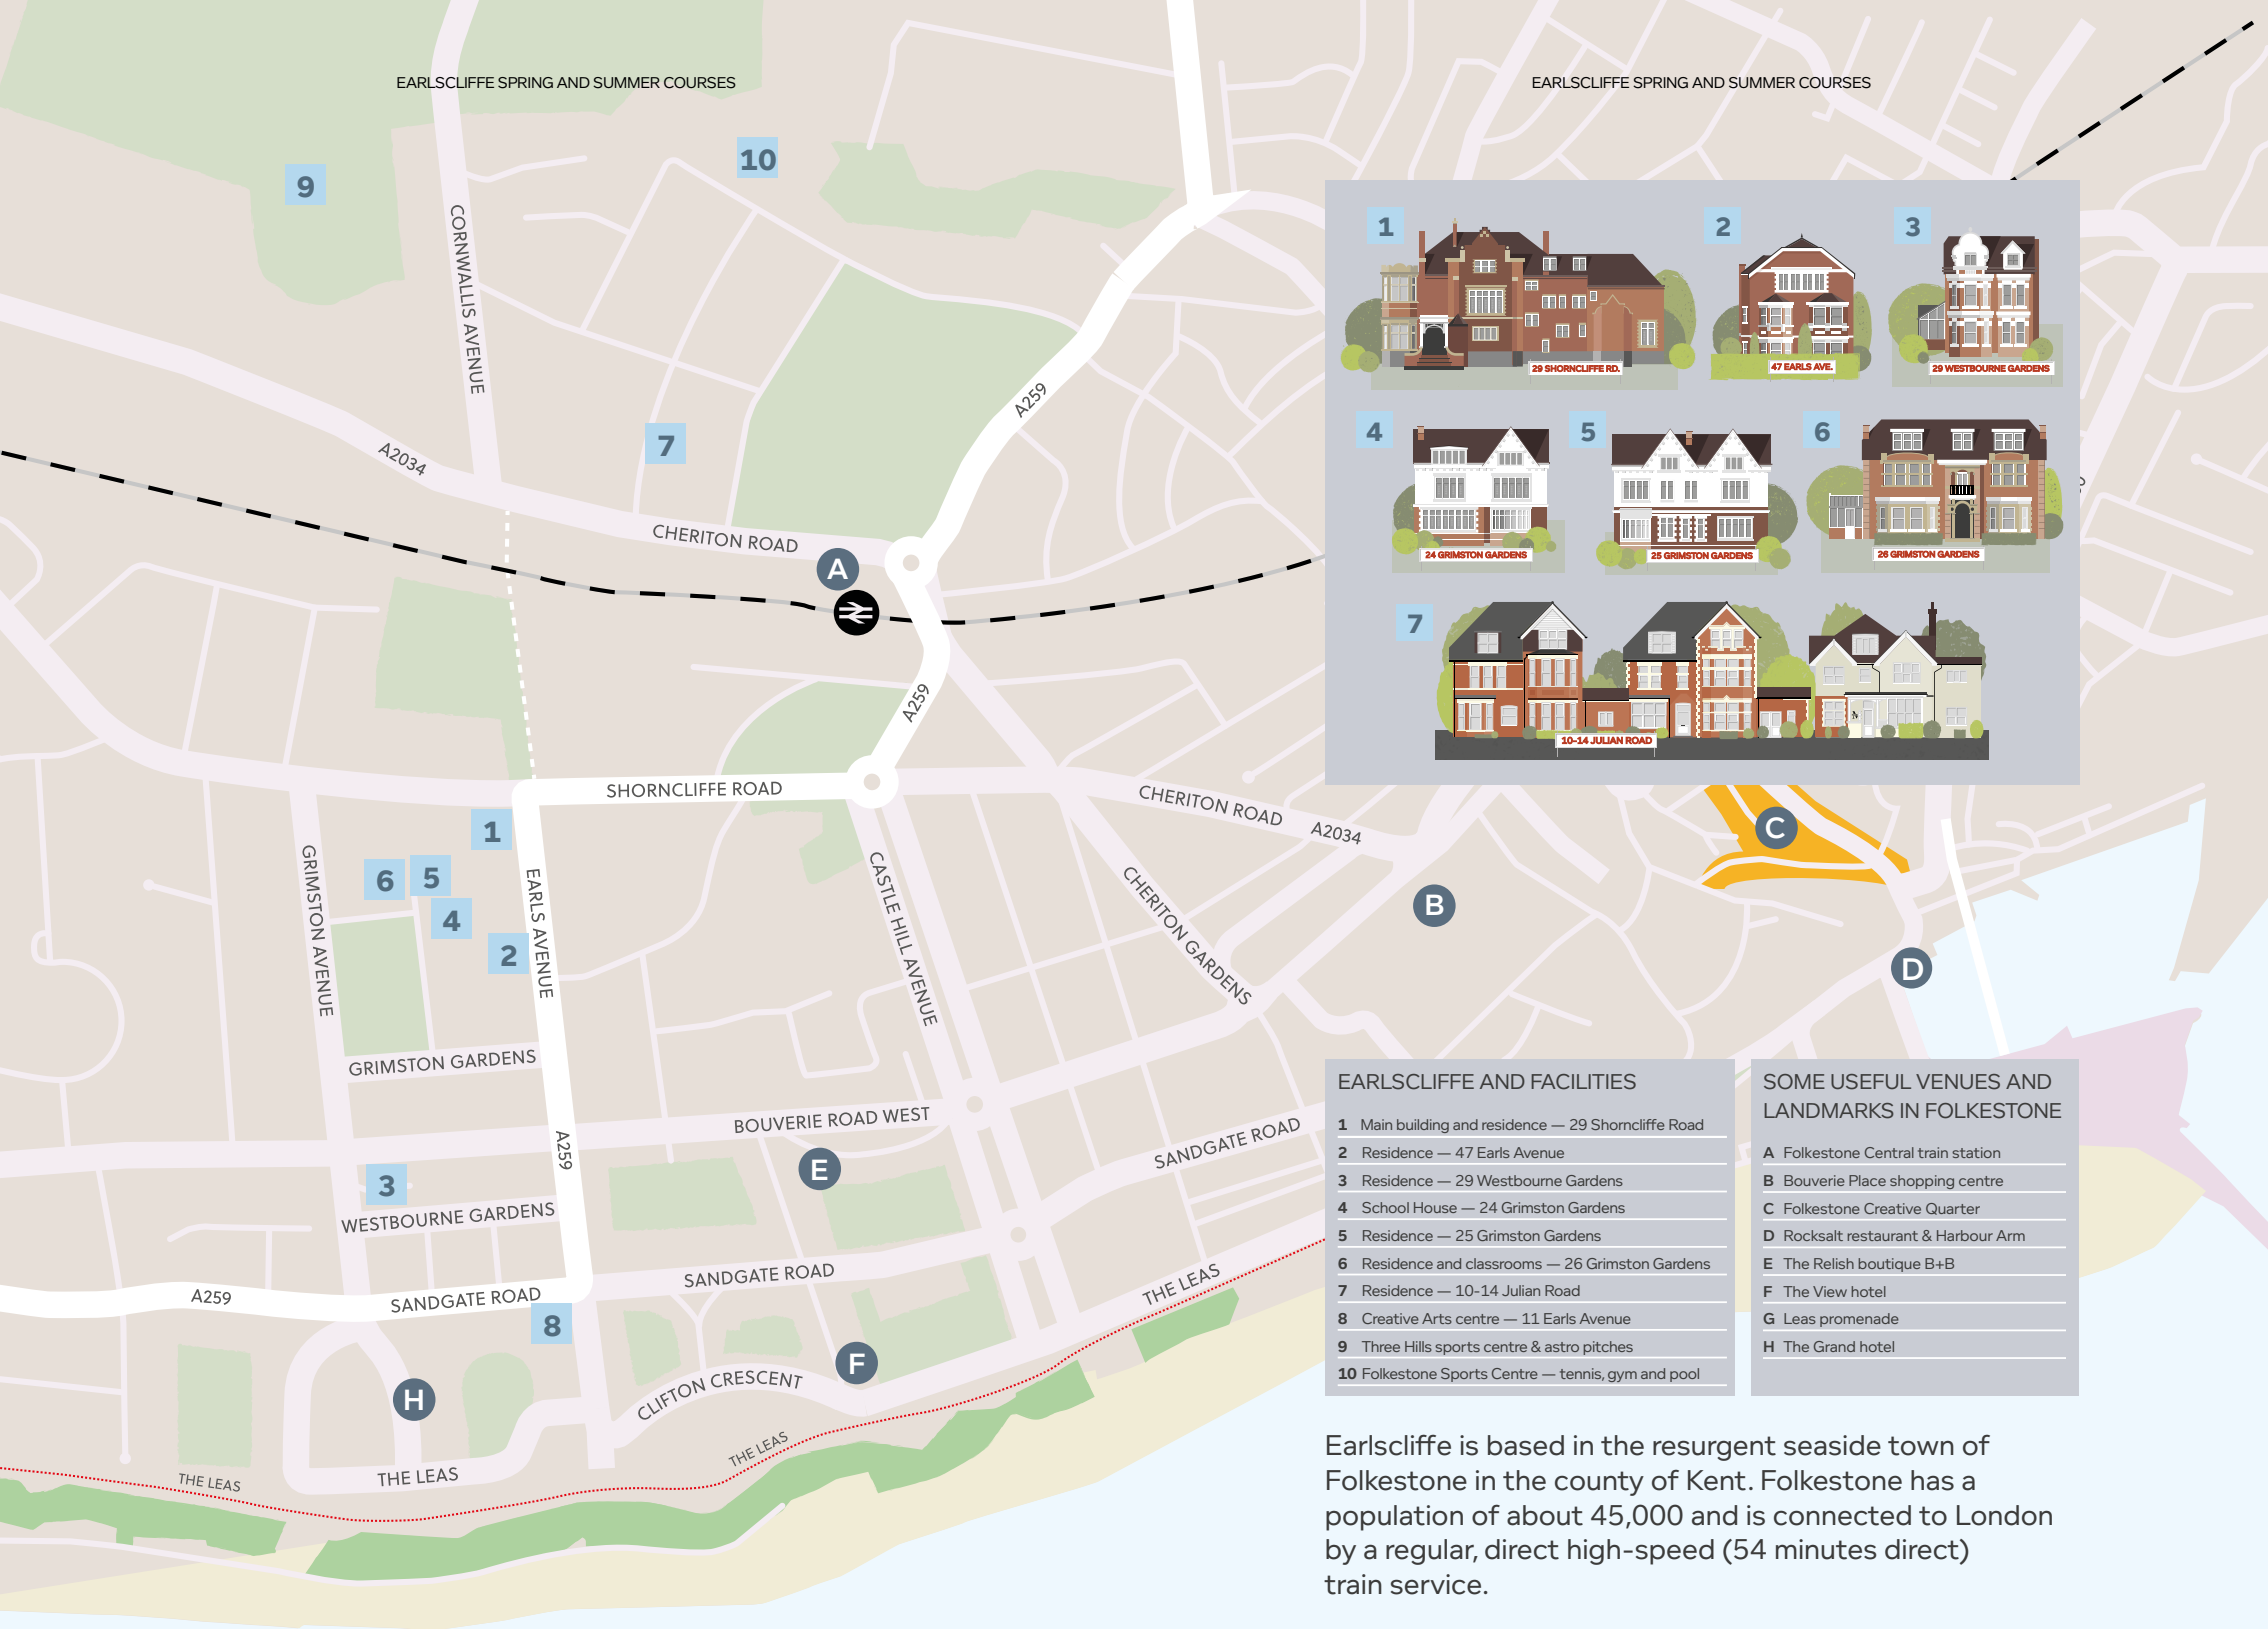 EARLSCLIFFE SPRING AND SUMMER COURSES
EARLSCLIFFE SPRING AND SUMMER COURSES
10
9
CORNWALLIS AVENUE
A259
7
A2034
CHERITON ROAD
A
A259
SHORNCLIFFE ROAD
CHERITON ROAD
A2034
1
6
5
4
2
GRIMSTON AVENUE
EARLS AVENUE
CASTLE HILL AVENUE
CHERITON GARDENS
B
C
D
GRIMSTON GARDENS
BOUVERIE ROAD WEST
A259
E
SANDGATE ROAD
3
WESTBOURNE GARDENS
SANDGATE ROAD
THE LEAS
A259
SANDGATE ROAD
8
F
H
CLIFTON CRESCENT
THE LEAS
THE LEAS
THE LEAS
1
29 SHORNCLIFFE RD.
2
47 EARLS AVE.
3
29 WESTBOURNE GARDENS
4
24 GRIMSTON GARDENS
5
25 GRIMSTON GARDENS
6
26 GRIMSTON GARDENS
7
10-14 JULIAN ROAD
EARLSCLIFFE AND FACILITIES
1 Main building and residence — 29 Shorncliffe Road
2 Residence — 47 Earls Avenue
3 Residence — 29 Westbourne Gardens
4 School House — 24 Grimston Gardens
5 Residence — 25 Grimston Gardens
6 Residence and classrooms — 26 Grimston Gardens
7 Residence — 10-14 Julian Road
8 Creative Arts centre — 11 Earls Avenue
9 Three Hills sports centre & astro pitches
10 Folkestone Sports Centre — tennis, gym and pool
SOME USEFUL VENUES AND
LANDMARKS IN FOLKESTONE
A Folkestone Central train station
B Bouverie Place shopping centre
C Folkestone Creative Quarter
D Rocksalt restaurant & Harbour Arm
E The Relish boutique B+B
F The View hotel
G Leas promenade
H The Grand hotel
Earlscliffe is based in the resurgent seaside town of
Folkestone in the county of Kent. Folkestone has a
population of about 45,000 and is connected to London
by a regular, direct high-speed (54 minutes direct)
train service.